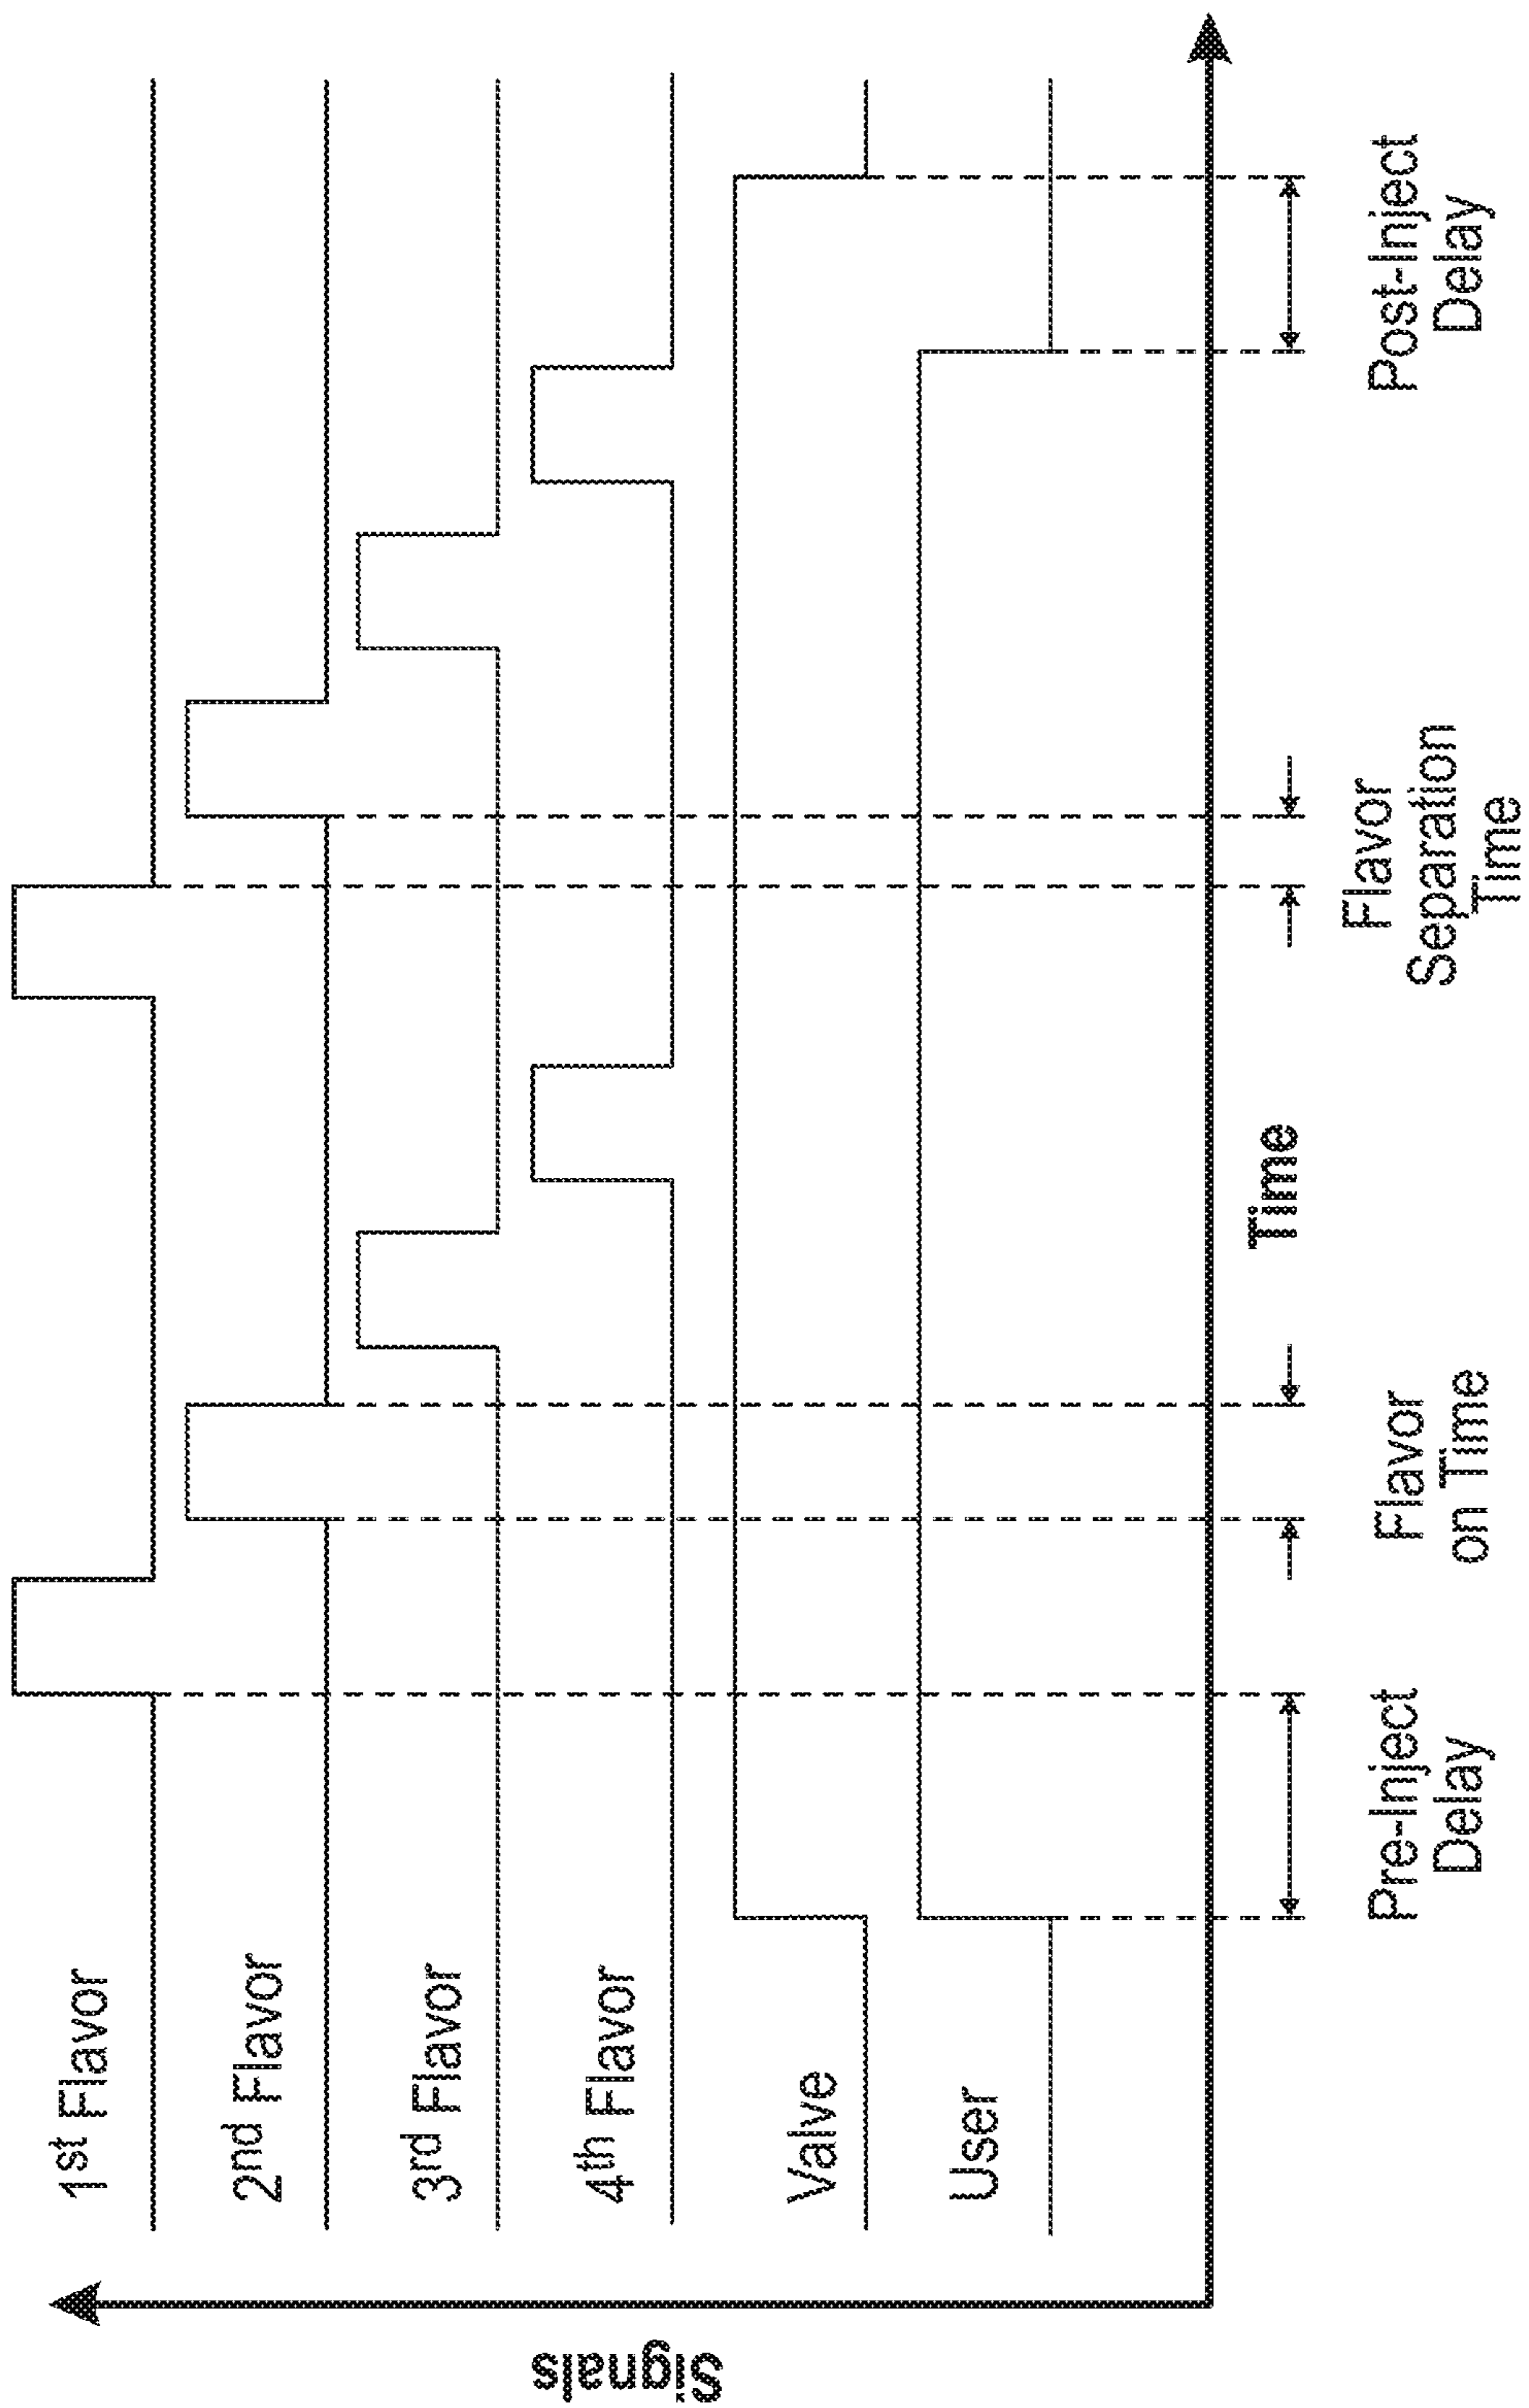 Signals
1st Flavor
2nd Flavor
3rd Flavor
4th Flavor
Valve
User
Time
Pre-Inject
Delay
Flavor
on Time
Flavor
Separation
Time
Post-Inject
Delay